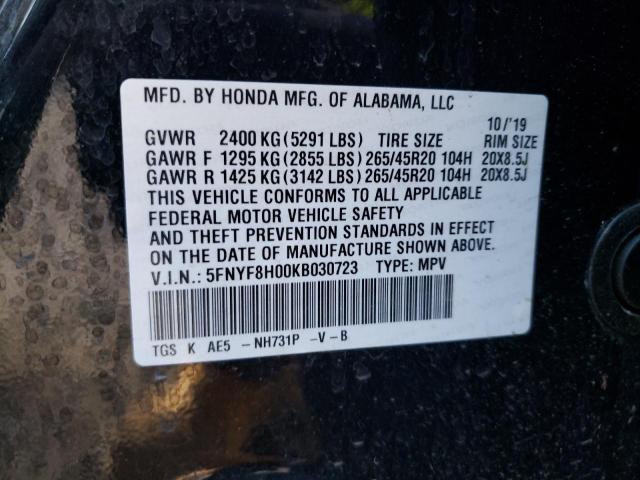 MFD. BY HONDA MFG. OF ALABAMA, LLC
10/'19
GVWR 2400 KG (5291 LBS) TIRE SIZE RIM SIZE
GAWR F 1295 KG (2855 LBS) 265/45R20 104H 20X8.5J
GAWR R 1425 KG (3142 LBS) 265/45R20 104H 20X8.5J
THIS VEHICLE CONFORMS TO ALL APPLICABLE
FEDERAL MOTOR VEHICLE SAFETY
AND THEFT PREVENTION STANDARDS IN EFFECT
ON THE DATE OF MANUFACTURE SHOWN ABOVE.
V.I.N.: 5FNYF8H00KB030723 TYPE: MPV
TGS K AE5 -NH731P -V-B